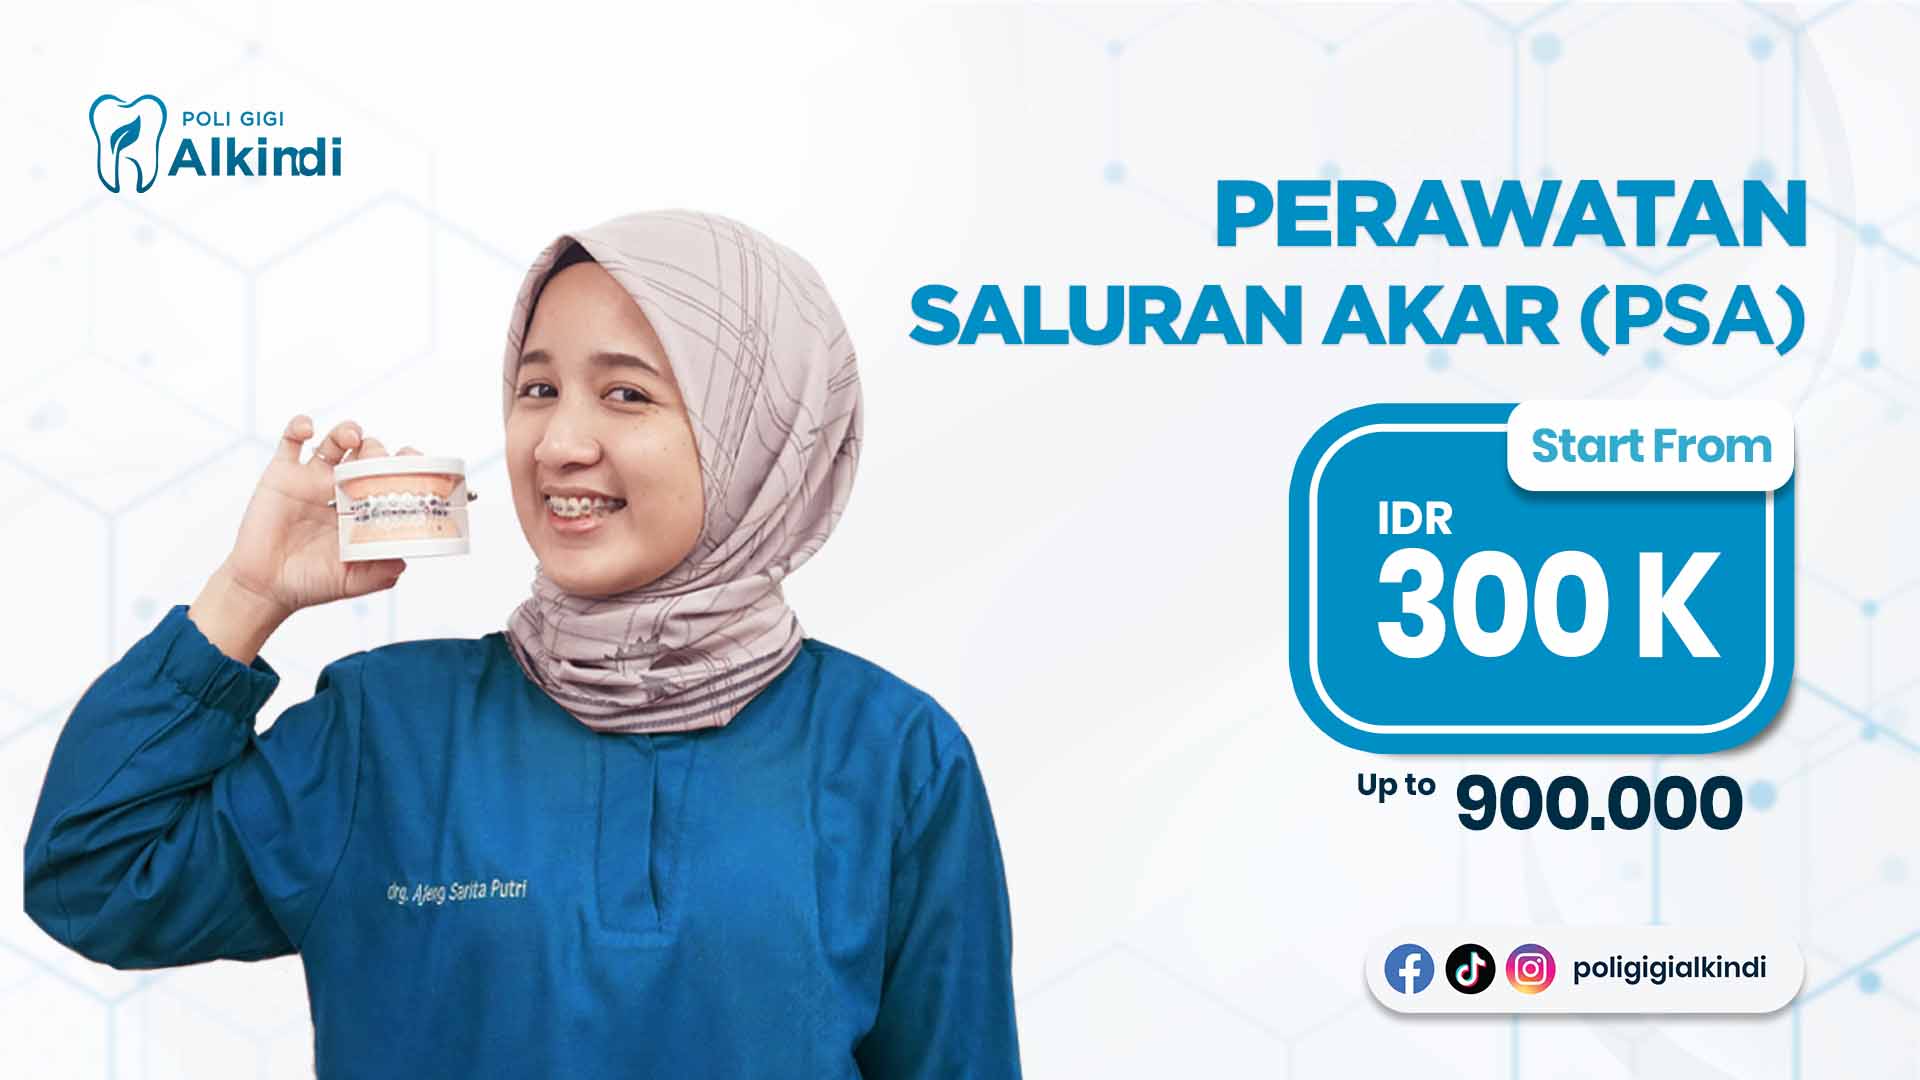 POLI GIGI
Alkindi
PERAWATAN
SALURAN AKAR (PSA)
Start From
IDR
300 K
Up to 900.000
drg. Ajeng Sarita Putri
poligigialkindi